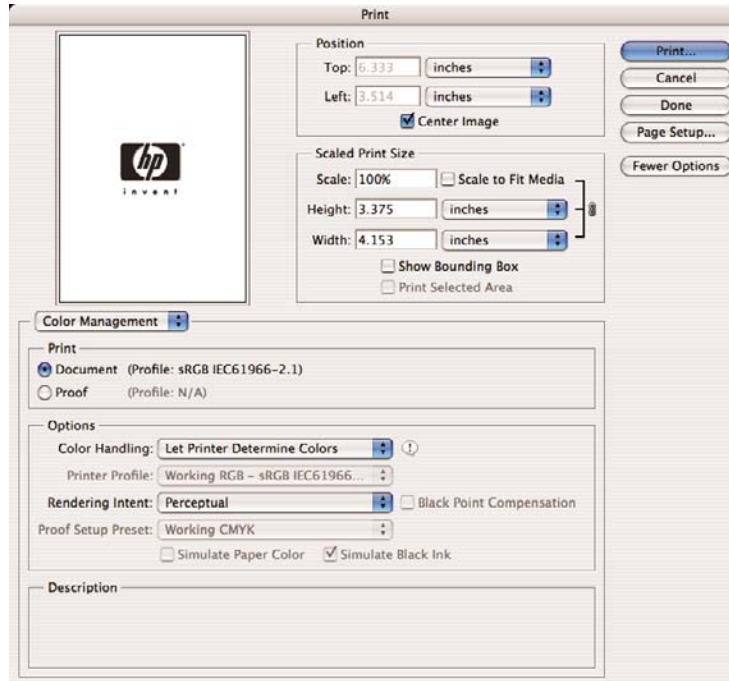 Print
hp
invent
Position
Top: 6.333 inches
Left: 3.514 inches
Center Image
Scaled Print Size
Scale: 100% Scale to Fit Media
Height: 3.375 inches
Width: 4.153 inches
Show Bounding Box
Print Selected Area
Print...
Cancel
Done
Page Setup...
Fewer Options
Color Management
Print
Document (Profile: sRGB IEC61966-2.1)
Proof (Profile: N/A)
Options
Color Handling: Let Printer Determine Colors
Printer Profile: Working RGB - sRGB IEC61966...
Rendering Intent: Perceptual Black Point Compensation
Proof Setup Preset: Working CMYK
Simulate Paper Color Simulate Black Ink
Description